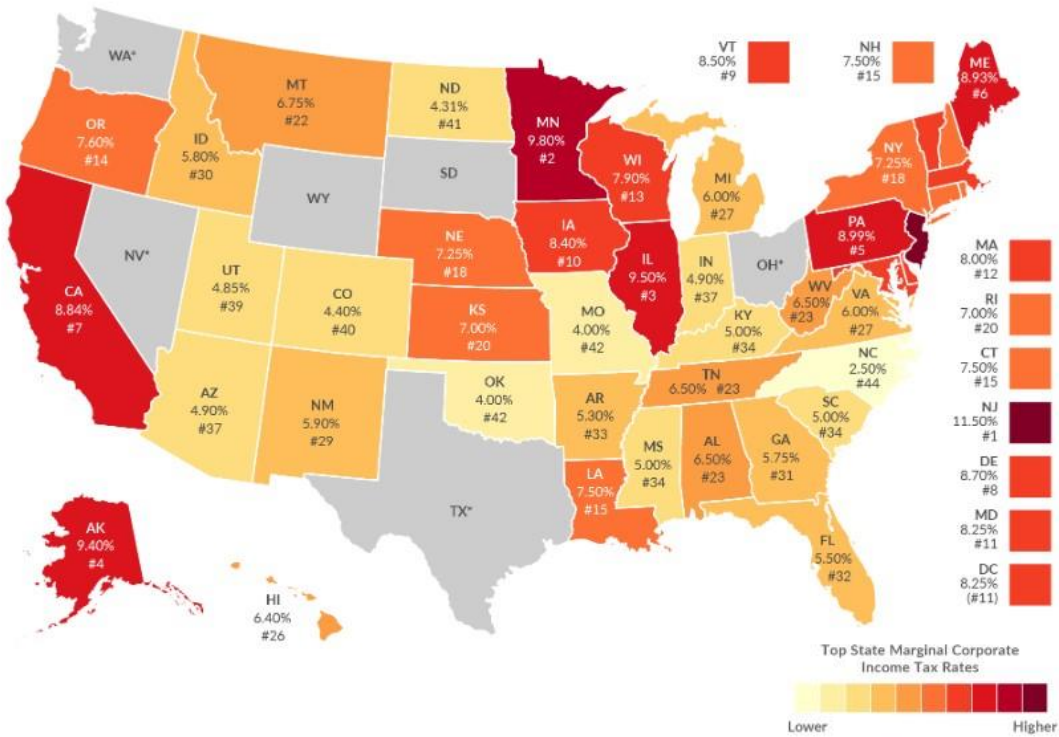 WA*
VT
8.50%
#9
NH
7.50%
#15
ME
8.93%
#6
MT
6.75%
#22
ND
4.31%
#41
MN
9.80%
#2
OR
7.60%
#14
ID
5.80%
#30
WI
7.90%
#13
NY
7.25%
#18
SD
MI
6.00%
#27
WY
IA
8.40%
#10
PA
8.99%
#5
NE
7.25%
#18
NV*
IL
9.50%
#3
IN
4.90%
#37
OH*
MA
8.00%
#12
CA
8.84%
#7
UT
4.85%
#39
CO
4.40%
#40
WV
6.50%
#23
VA
6.00%
#27
RI
7.00%
#20
KS
7.00%
#20
MO
4.00%
#42
KY
5.00%
#34
CT
7.50%
#15
NC
2.50%
#44
TN
6.50% #23
AZ
4.90%
#37
NM
5.90%
#29
OK
4.00%
#42
AR
5.30%
#33
SC
5.00%
#34
NJ
11.50%
#1
MS
5.00%
#34
AL
6.50%
#23
GA
5.75%
#31
DE
8.70%
#8
LA
7.50%
#15
TX*
MD
8.25%
#11
AK
9.40%
#4
FL
5.50%
#32
DC
8.25%
(#11)
HI
6.40%
#26
Top State Marginal Corporate
Income Tax Rates
Lower
Higher